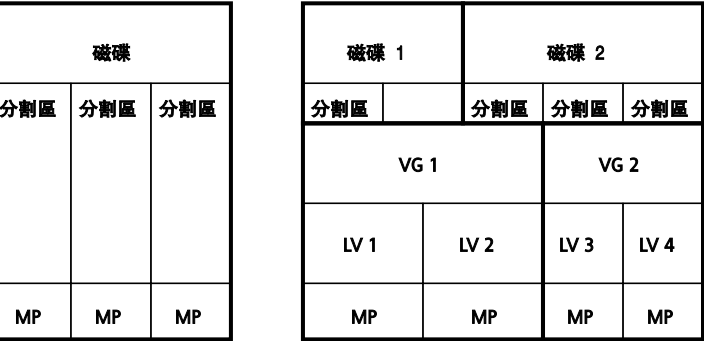 磁碟
分割區 分割區 分割區
MP MP MP
磁碟 1 磁碟 2
分割區 分割區 分割區 分割區
VG 1 VG 2
LV 1 LV 2 LV 3 LV 4
MP MP MP MP